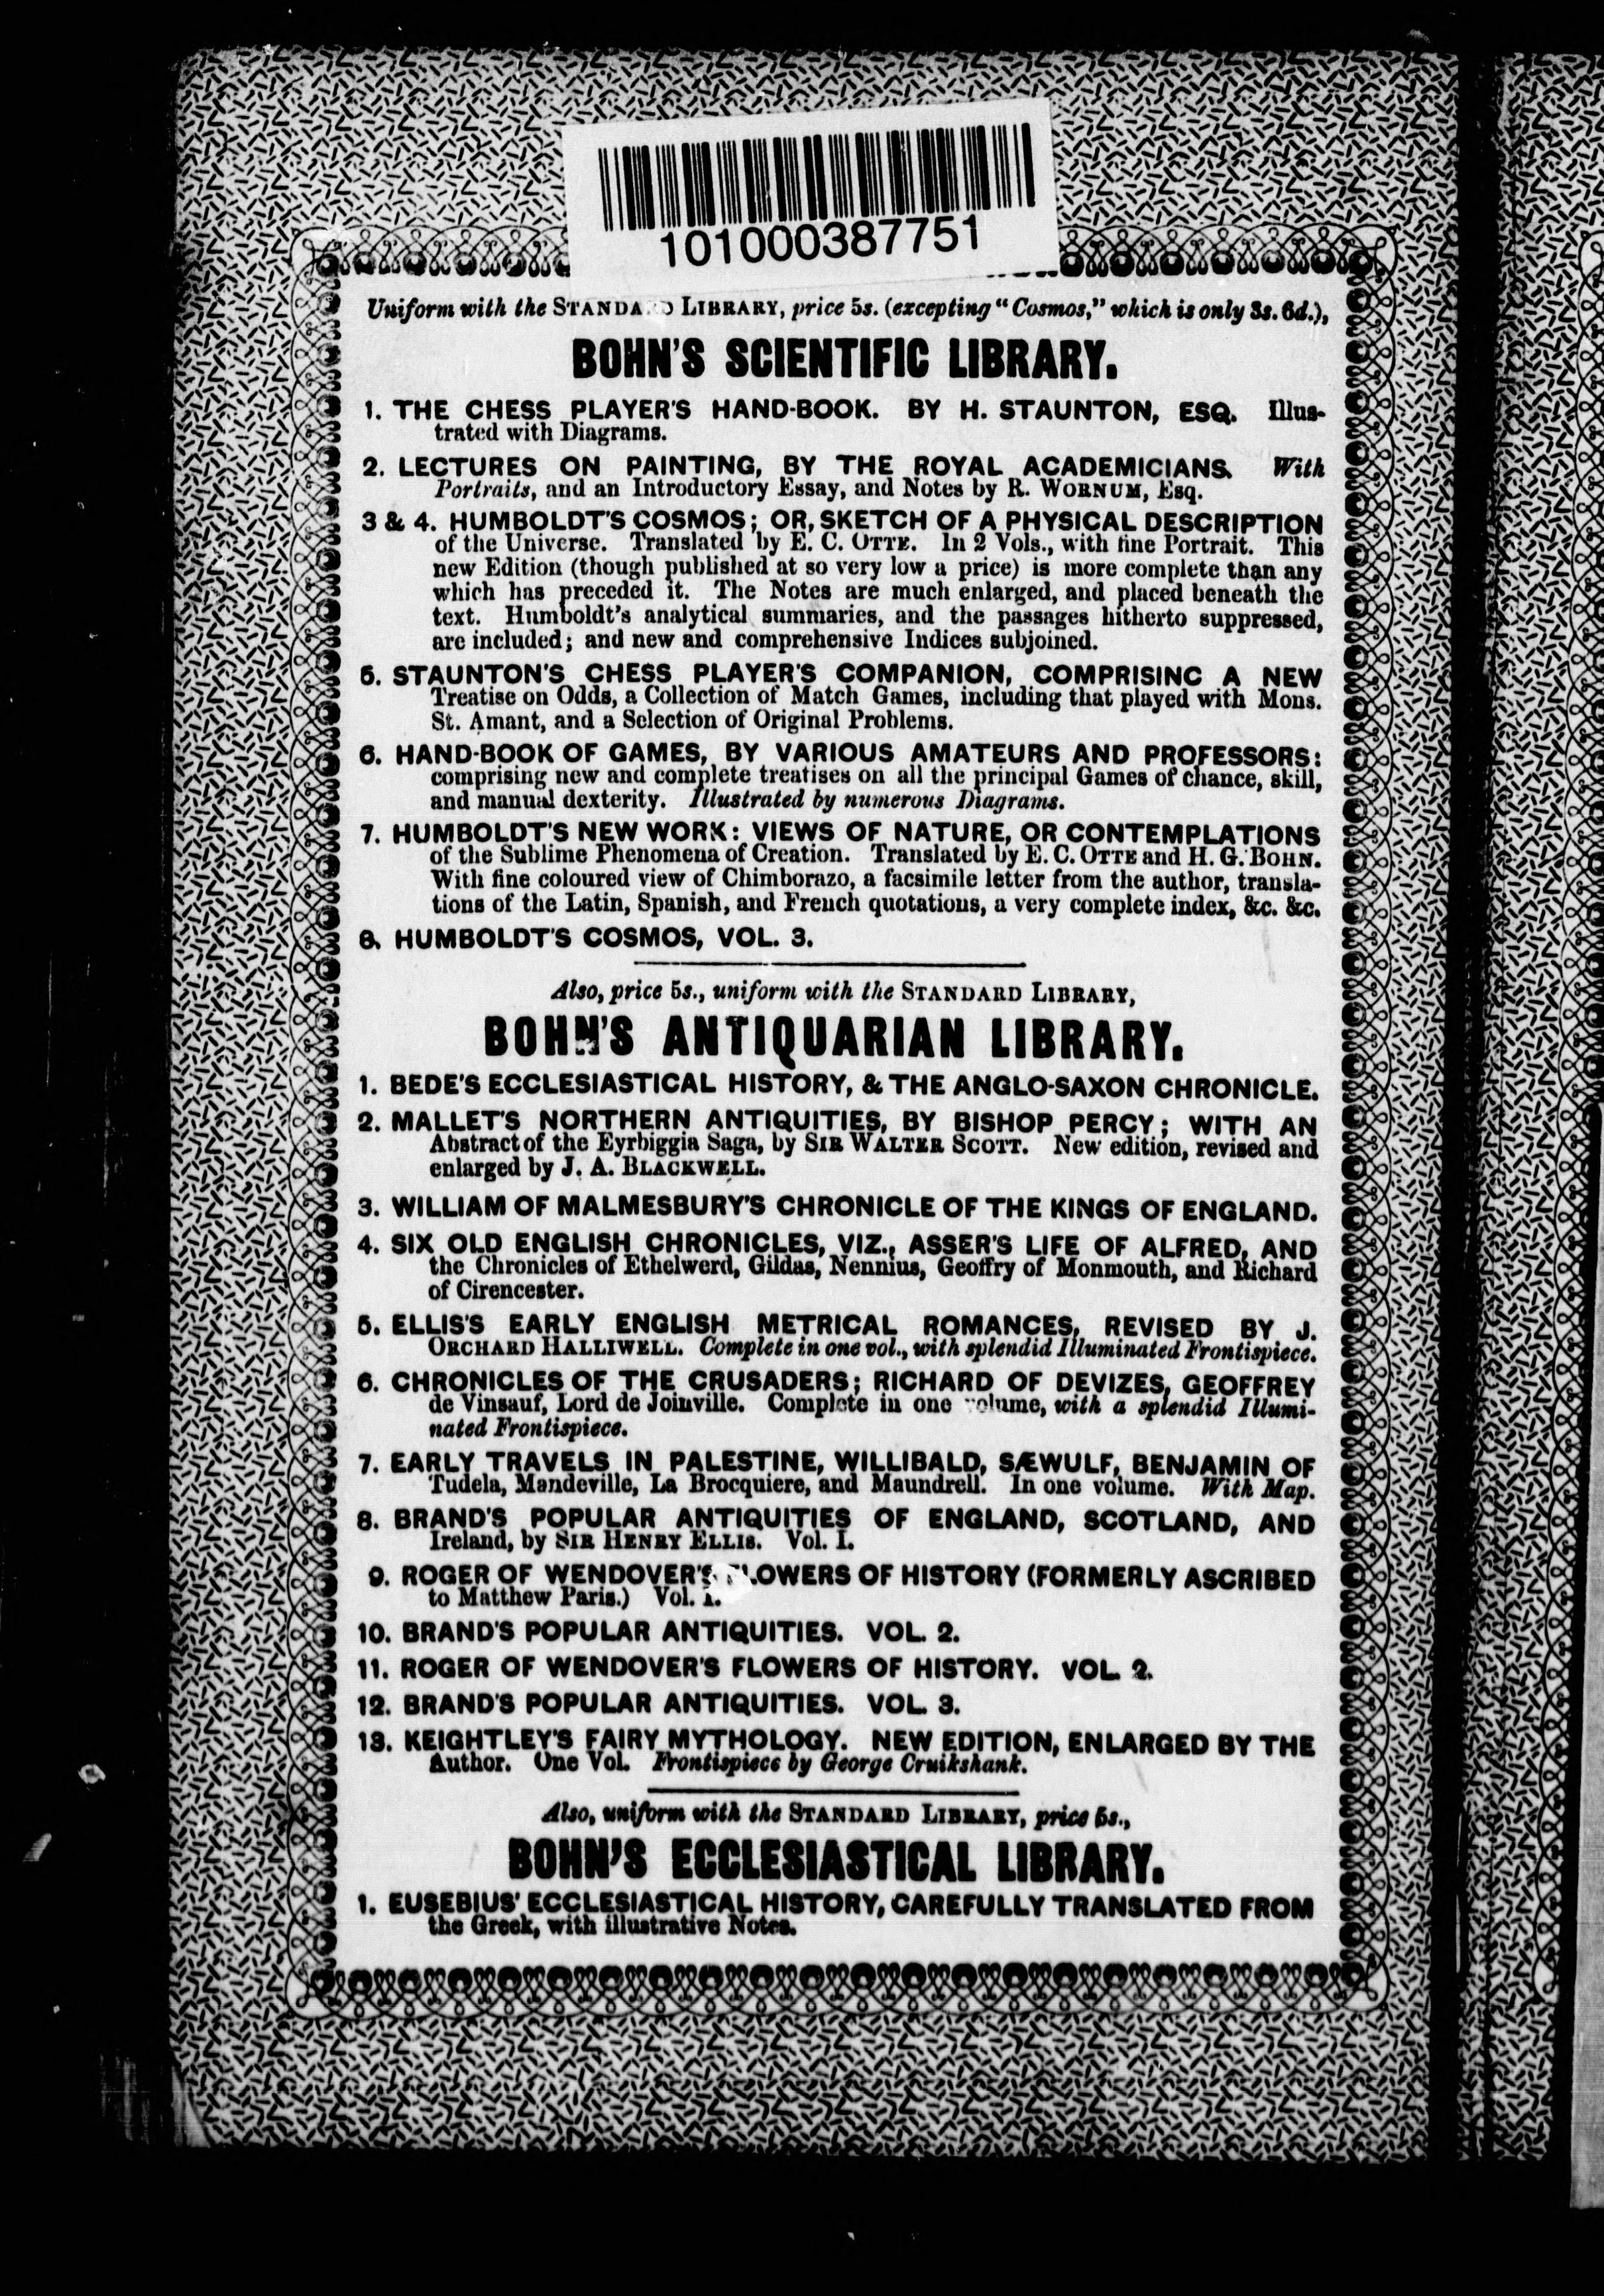 101000387751
Uniform with the STANDARD LIBRARY, price 5s. (excepting "Cosmos," which is only 3s. 6d.),
BOHN'S SCIENTIFIC LIBRARY.
1. THE CHESS PLAYER'S HAND-BOOK. BY H. STAUNTON, ESQ. Illus-
trated with Diagrams.
2. LECTURES ON PAINTING, BY THE ROYAL ACADEMICIANS. With
Portraits, and an Introductory Essay, and Notes by R. WORNUM, Esq.
3 & 4. HUMBOLDT'S COSMOS; OR, SKETCH OF A PHYSICAL DESCRIPTION
of the Universe. Translated by E. C. OTTE. In 2 Vols., with fine Portrait. This
new Edition (though published at so very low a price) is more complete than any
which has preceded it. The Notes are much enlarged, and placed beneath the
text. Humboldt's analytical summaries, and the passages hitherto suppressed,
are included; and new and comprehensive Indices subjoined.
5. STAUNTON'S CHESS PLAYER'S COMPANION, COMPRISING A NEW
Treatise on Odds, a Collection of Match Games, including that played with Mons.
St. Amant, and a Selection of Original Problems.
6. HAND-BOOK OF GAMES, BY VARIOUS AMATEURS AND PROFESSORS:
comprising new and complete treatises on all the principal Games of chance, skill,
and manual dexterity. Illustrated by numerous Diagrams.
7. HUMBOLDT'S NEW WORK: VIEWS OF NATURE, OR CONTEMPLATIONS
of the Sublime Phenomena of Creation. Translated by E. C. OTTE and H. G. BOHN.
With fine coloured view of Chimborazo, a facsimile letter from the author, transla-
tions of the Latin, Spanish, and French quotations, a very complete index, &c. &c.
8. HUMBOLDT'S COSMOS, VOL. 3.
Also, price 5s., uniform with the STANDARD LIBRARY,
BOHN'S ANTIQUARIAN LIBRARY.
1. BEDE'S ECCLESIASTICAL HISTORY, & THE ANGLO-SAXON CHRONICLE.
2. MALLET'S NORTHERN ANTIQUITIES, BY BISHOP PERCY; WITH AN
Abstract of the Eyrbiggia Saga, by SIR WALTER SCOTT. New edition, revised and
enlarged by J. A. BLACKWELL.
3. WILLIAM OF MALMESBURY'S CHRONICLE OF THE KINGS OF ENGLAND.
4. SIX OLD ENGLISH CHRONICLES, VIZ., ASSER'S LIFE OF ALFRED, AND
the Chronicles of Ethelwerd, Gildas, Nennius, Geoffry of Monmouth, and Richard
of Cirencester.
5. ELLIS'S EARLY ENGLISH METRICAL ROMANCES, REVISED BY J.
ORCHARD HALLIWELL. Complete in one vol., with splendid Illuminated Frontispiece.
6. CHRONICLES OF THE CRUSADERS; RICHARD OF DEVIZES, GEOFFREY
de Vinsauf, Lord de Joinville. Complete in one volume, with a splendid Illumi-
nated Frontispiece.
7. EARLY TRAVELS IN PALESTINE, WILLIBALD, SÆWULF, BENJAMIN OF
Tudela, Mandeville, La Brocquiere, and Maundrell. In one volume. With Map.
8. BRAND'S POPULAR ANTIQUITIES OF ENGLAND, SCOTLAND, AND
Ireland, by SIR HENRY ELLIS. Vol. I.
9. ROGER OF WENDOVER'S FLOWERS OF HISTORY (FORMERLY ASCRIBED
to Matthew Paris.) Vol. I.
10. BRAND'S POPULAR ANTIQUITIES. VOL. 2.
11. ROGER OF WENDOVER'S FLOWERS OF HISTORY. VOL. 2.
12. BRAND'S POPULAR ANTIQUITIES. VOL. 3.
13. KEIGHTLEY'S FAIRY MYTHOLOGY. NEW EDITION, ENLARGED BY THE
Author. One Vol. Frontispiece by George Cruikshank.
Also, uniform with the STANDARD LIBRARY, price 5s.,
BOHN'S ECCLESIASTICAL LIBRARY.
1. EUSEBIUS' ECCLESIASTICAL HISTORY, CAREFULLY TRANSLATED FROM
the Greek, with illustrative Notes.